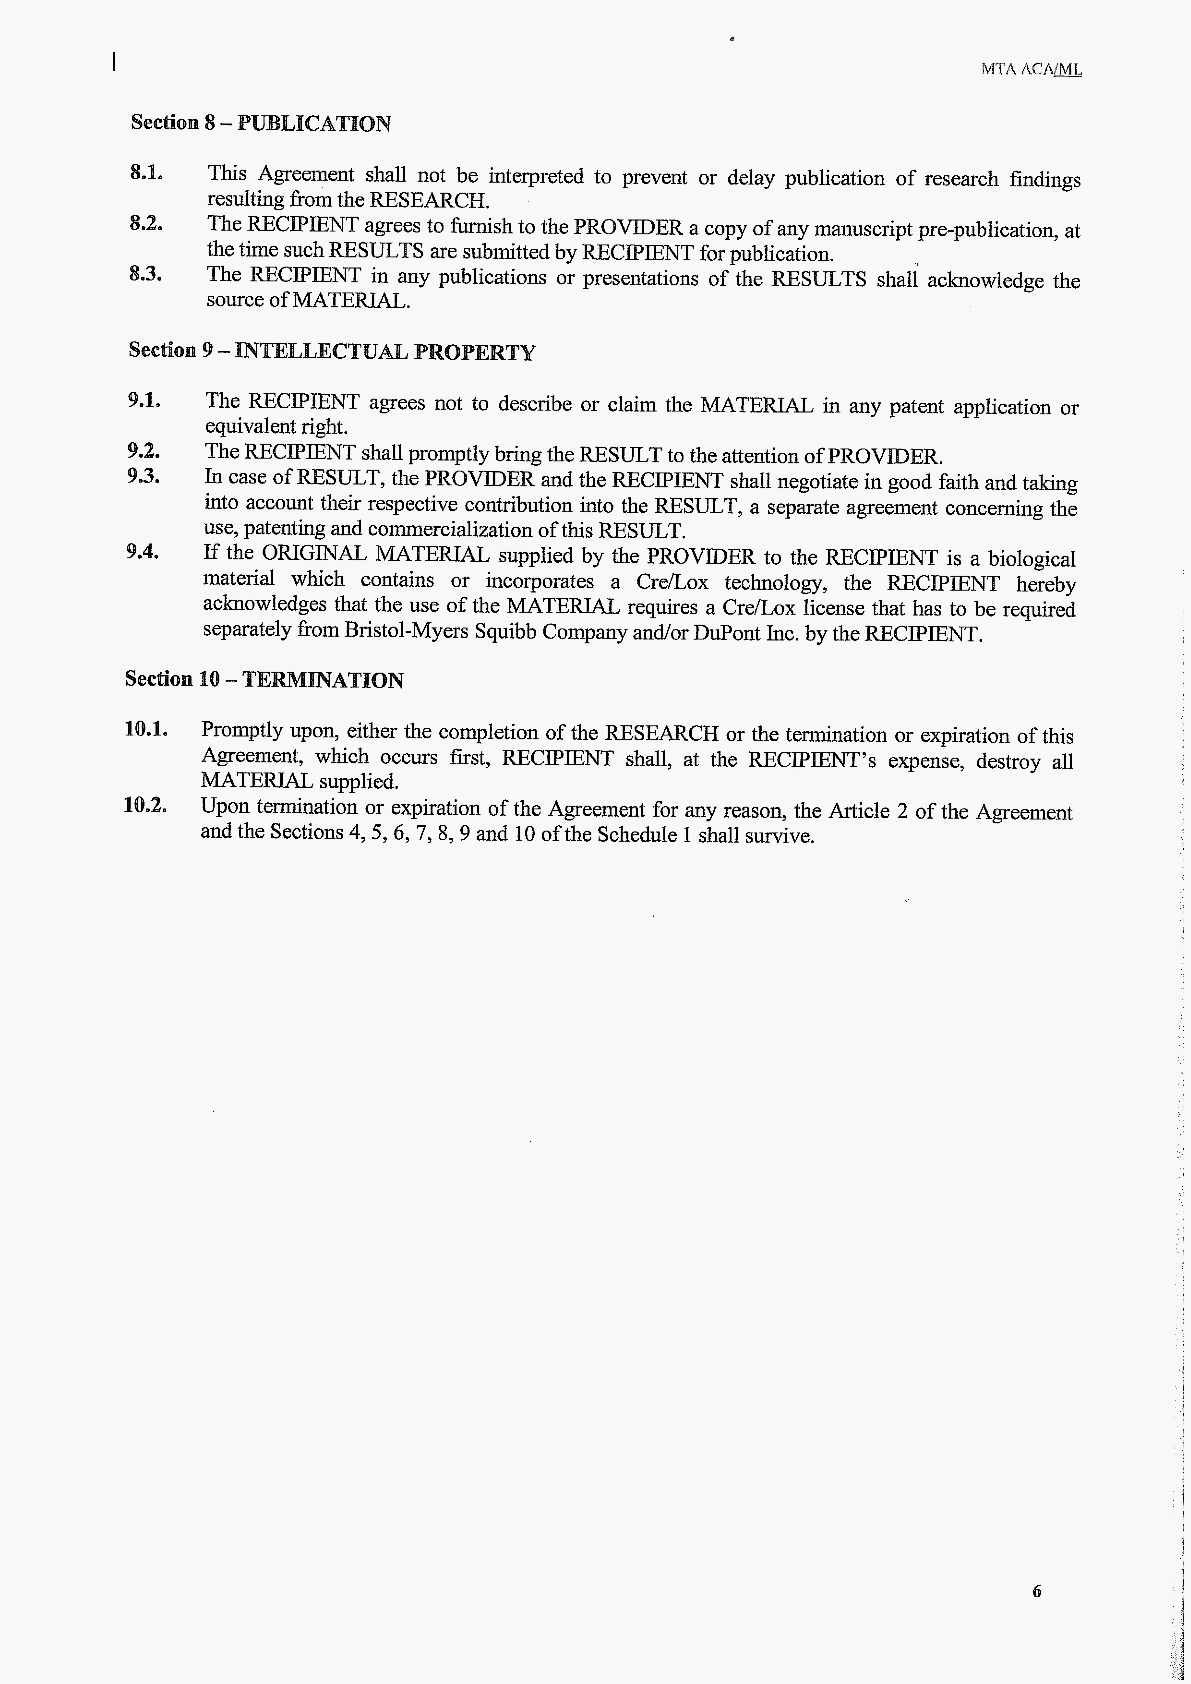 MTA ACA/ML
Section 8 – PUBLICATION
8.1. This Agreement shall not be interpreted to prevent or delay publication of research findings
resulting from the RESEARCH.
8.2. The RECIPIENT agrees to furnish to the PROVIDER a copy of any manuscript pre-publication, at
the time such RESULTS are submitted by RECIPIENT for publication.
8.3. The RECIPIENT in any publications or presentations of the RESULTS shall acknowledge the
source of MATERIAL.
Section 9 – INTELLECTUAL PROPERTY
9.1. The RECIPIENT agrees not to describe or claim the MATERIAL in any patent application or
equivalent right.
9.2. The RECIPIENT shall promptly bring the RESULT to the attention of PROVIDER.
9.3. In case of RESULT, the PROVIDER and the RECIPIENT shall negotiate in good faith and taking
into account their respective contribution into the RESULT, a separate agreement concerning the
use, patenting and commercialization of this RESULT.
9.4. If the ORIGINAL MATERIAL supplied by the PROVIDER to the RECIPIENT is a biological
material which contains or incorporates a Cre/Lox technology, the RECIPIENT hereby
acknowledges that the use of the MATERIAL requires a Cre/Lox license that has to be required
separately from Bristol-Myers Squibb Company and/or DuPont Inc. by the RECIPIENT.
Section 10 – TERMINATION
10.1. Promptly upon, either the completion of the RESEARCH or the termination or expiration of this
Agreement, which occurs first, RECIPIENT shall, at the RECIPIENT's expense, destroy all
MATERIAL supplied.
10.2. Upon termination or expiration of the Agreement for any reason, the Article 2 of the Agreement
and the Sections 4, 5, 6, 7, 8, 9 and 10 of the Schedule 1 shall survive.
6